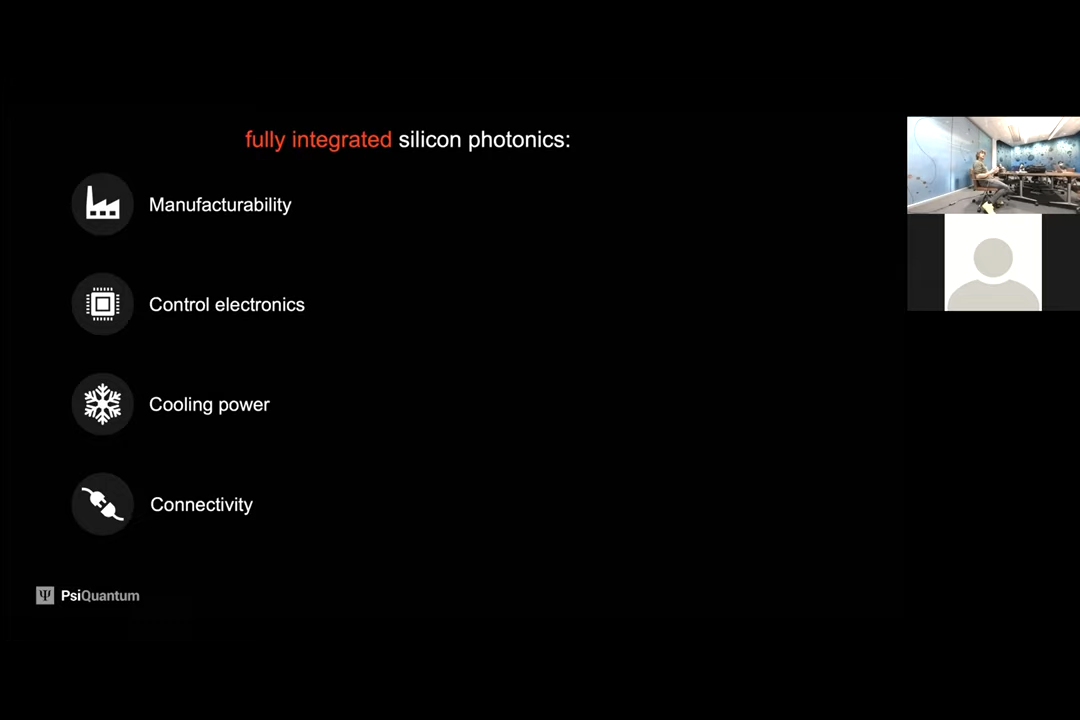 fully integrated silicon photonics:
Manufacturability
Control electronics
Cooling power
Connectivity
Ψ PsiQuantum